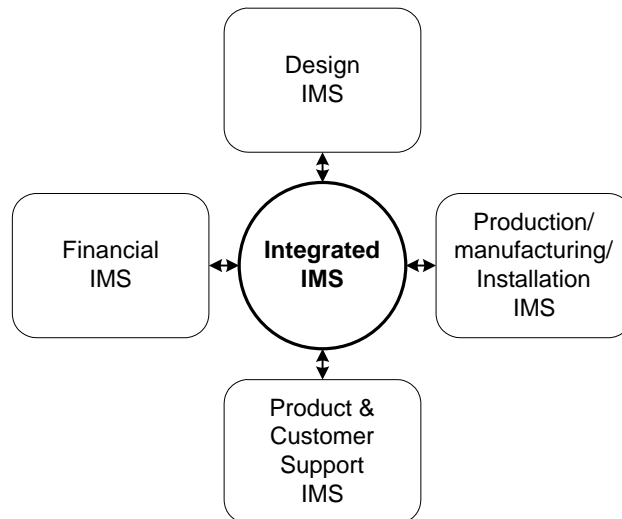 Design
IMS
Financial
IMS
Integrated
IMS
Production/
manufacturing/
Installation
IMS
Product &
Customer
Support
IMS